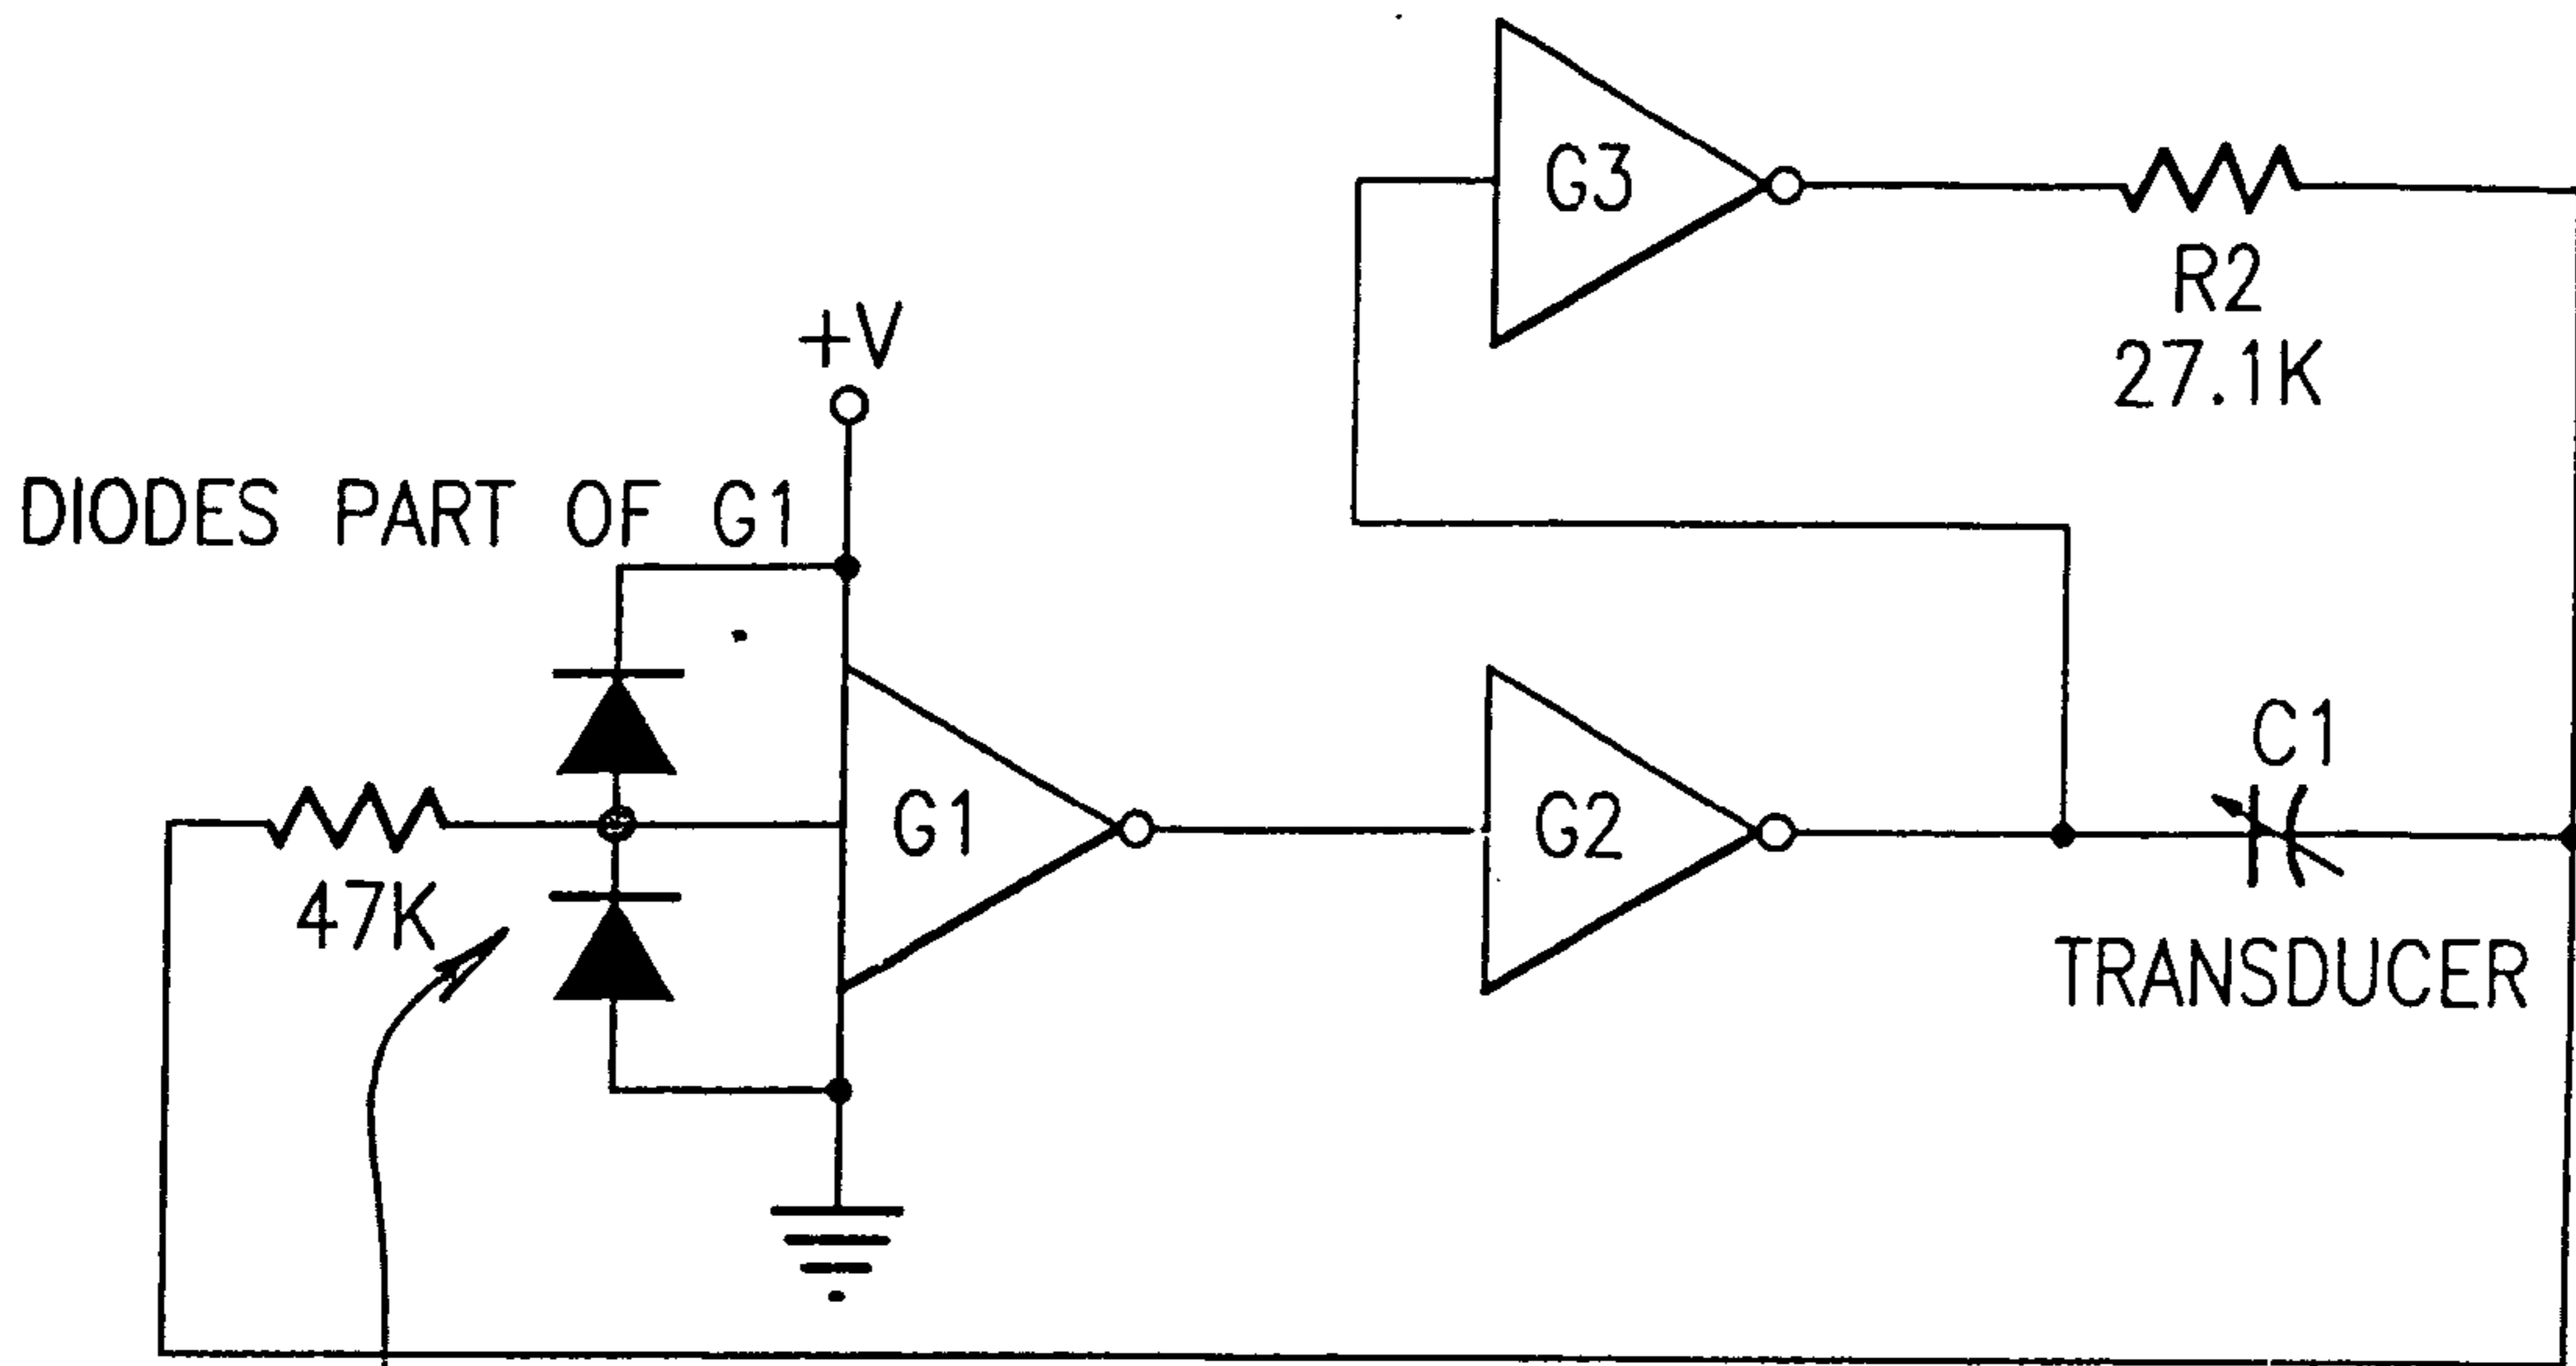 G3
R2
27.1K
+V
DIODES PART OF G1
C1
G1
G2
47K
TRANSDUCER